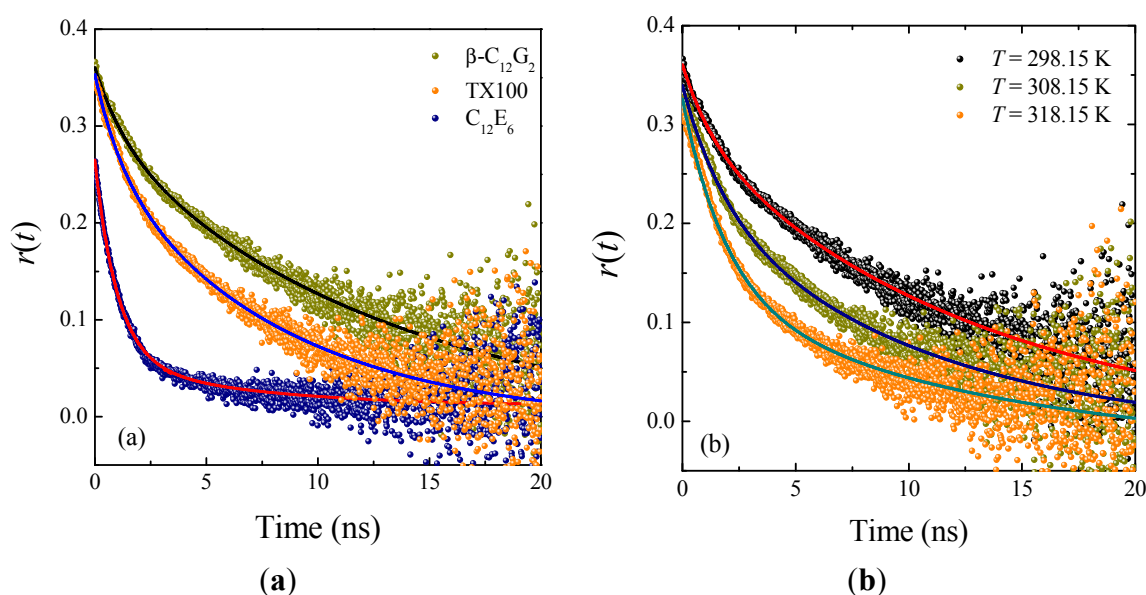 0.4
0.3
0.2
0.1
0.0
r(t)
β-C₁₂G₂
TX100
C₁₂E₆
(a)
0 5 10 15 20
Time (ns)
(a)
0.4
0.3
0.2
0.1
0.0
r(t)
T = 298.15 K
T = 308.15 K
T = 318.15 K
(b)
0 5 10 15 20
Time (ns)
(b)